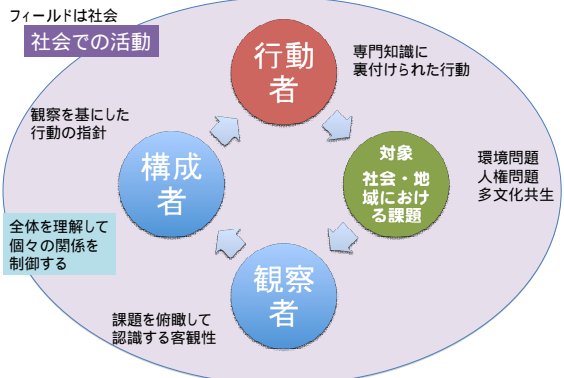 フィールドは社会
社会での活動
行動
者
専門知識に
裏付けられた行動
観察を基にした
行動の指針
構成
者
対象
社会・地
域におけ
る課題
環境問題
人権問題
多文化共生
全体を理解して
個々の関係を
制御する
観察
者
課題を俯瞰して
認識する客観性